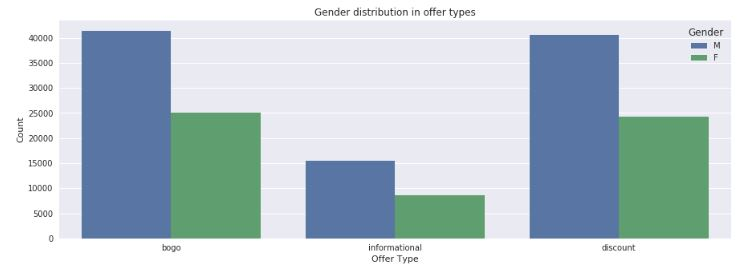 Gender distribution in offer types
Gender
M
F
Count
40000
35000
30000
25000
20000
15000
10000
5000
0
bogo
informational
discount
Offer Type